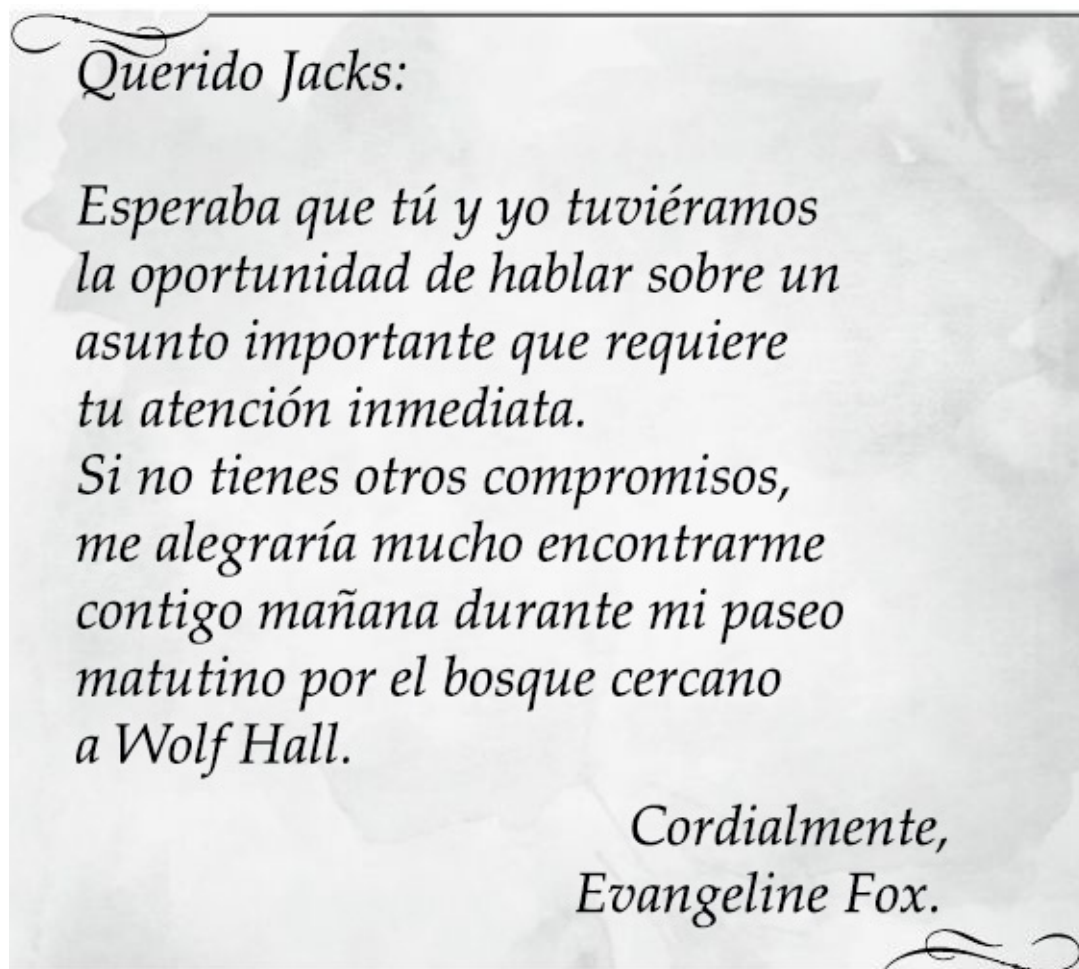 Querido Jacks:
Esperaba que tú y yo tuviéramos
la oportunidad de hablar sobre un
asunto importante que requiere
tu atención inmediata.
Si no tienes otros compromisos,
me alegraría mucho encontrarme
contigo mañana durante mi paseo
matutino por el bosque cercano
a Wolf Hall.
Cordialmente,
Evangeline Fox.